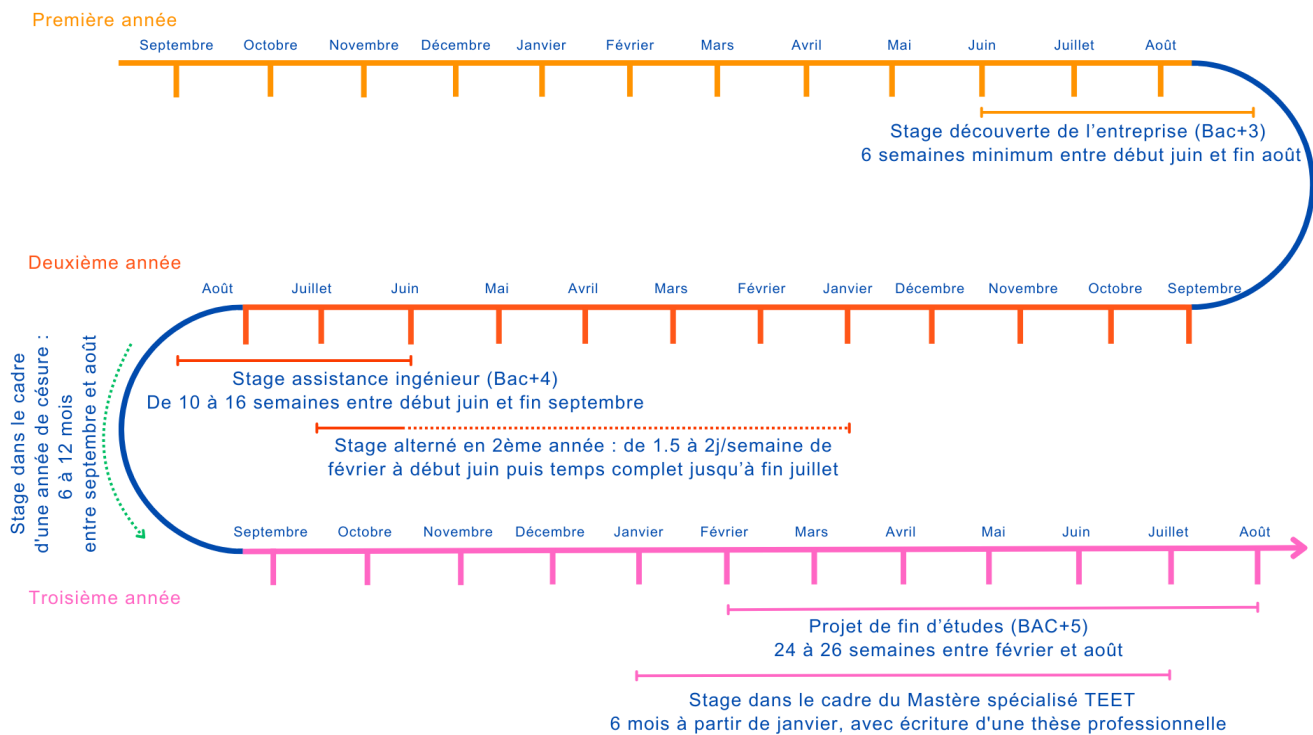 Première année
Septembre Octobre Novembre Décembre Janvier Février Mars Avril Mai Juin Juillet Août
Stage découverte de l'entreprise (Bac+3)
6 semaines minimum entre début juin et fin août
Deuxième année
Août Juillet Juin Mai Avril Mars Février Janvier Décembre Novembre Octobre Septembre
Stage assistance ingénieur (Bac+4)
De 10 à 16 semaines entre début juin et fin septembre
Stage alterné en 2ème année : de 1.5 à 2j/semaine de
février à début juin puis temps complet jusqu'à fin juillet
Stage dans le cadre
d'une année de césure :
6 à 12 mois
entre septembre et août
Septembre Octobre Novembre Décembre Janvier Février Mars Avril Mai Juin Juillet Août
Troisième année
Projet de fin d'études (BAC+5)
24 à 26 semaines entre février et août
Stage dans le cadre du Mastère spécialisé TEET
6 mois à partir de janvier, avec écriture d'une thèse professionnelle